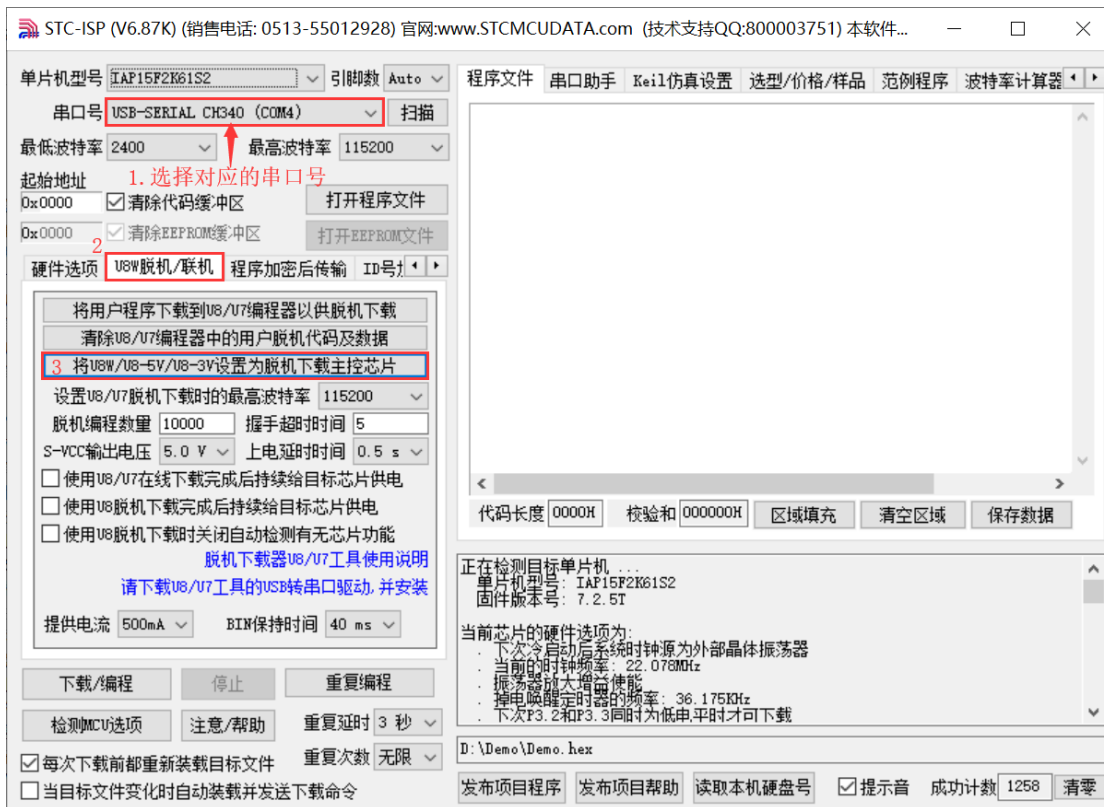 STC-ISP (V6.87K) (销售电话: 0513-55012928) 官网:www.STCMCUDATA.com (技术支持QQ:800003751) 本软件...
单片机型号 IAP15F2K61S2 引脚数 Auto
串口号 USB-SERIAL CH340 (COM4) 扫描
最低波特率 2400 最高波特率 115200
1.选择对应的串口号
起始地址
0x0000 清除代码缓冲区 打开程序文件
0x0000 清除EEPROM缓冲区 打开EEPROM文件
2
硬件选项 U8W脱机/联机 程序加密后传输 ID号
将用户程序下载到U8/U7编程器以供脱机下载
清除U8/U7编程器中的用户脱机代码及数据
3 将U8W/U8-5V/U8-3V设置为脱机下载主控芯片
设置U8/U7脱机下载时的最高波特率 115200
脱机编程数量 10000 握手超时时间 5
S-VCC输出电压 5.0 V 上电延时时间 0.5 s
使用U8/U7在线下载完成后持续给目标芯片供电
使用U8脱机下载完成后持续给目标芯片供电
使用U8脱机下载时关闭自动检测有无芯片功能
脱机下载器U8/U7工具使用说明
请下载U8/U7工具的USB转串口驱动,并安装
提供电流 500mA BIN保持时间 40 ms
下载/编程 停止 重复编程
检测MCU选项 注意/帮助 重复延时 3 秒
每次下载前都重新装载目标文件 重复次数 无限
当目标文件变化时自动装载并发送下载命令
程序文件 串口助手 Keil仿真设置 选型/价格/样品 范例程序 波特率计算器
代码长度 0000H 校验和 000000H 区域填充 清空区域 保存数据
正在检测目标单片机 ...
单片机型号: IAP15F2K61S2
固件版本号: 7.2.5T
当前芯片的硬件选项为:
. 下次冷启动后系统时钟源为外部晶体振荡器
. 当前的时钟频率: 22.078MHz
. 振荡器放大增益使能
. 掉电唤醒定时器的频率: 36.175KHz
. 下次P3.2和P3.3同时为低电平时才可下载
D:\Demo\Demo.hex
发布项目程序 发布项目帮助 读取本机硬盘号 提示音 成功计数 1258 清零